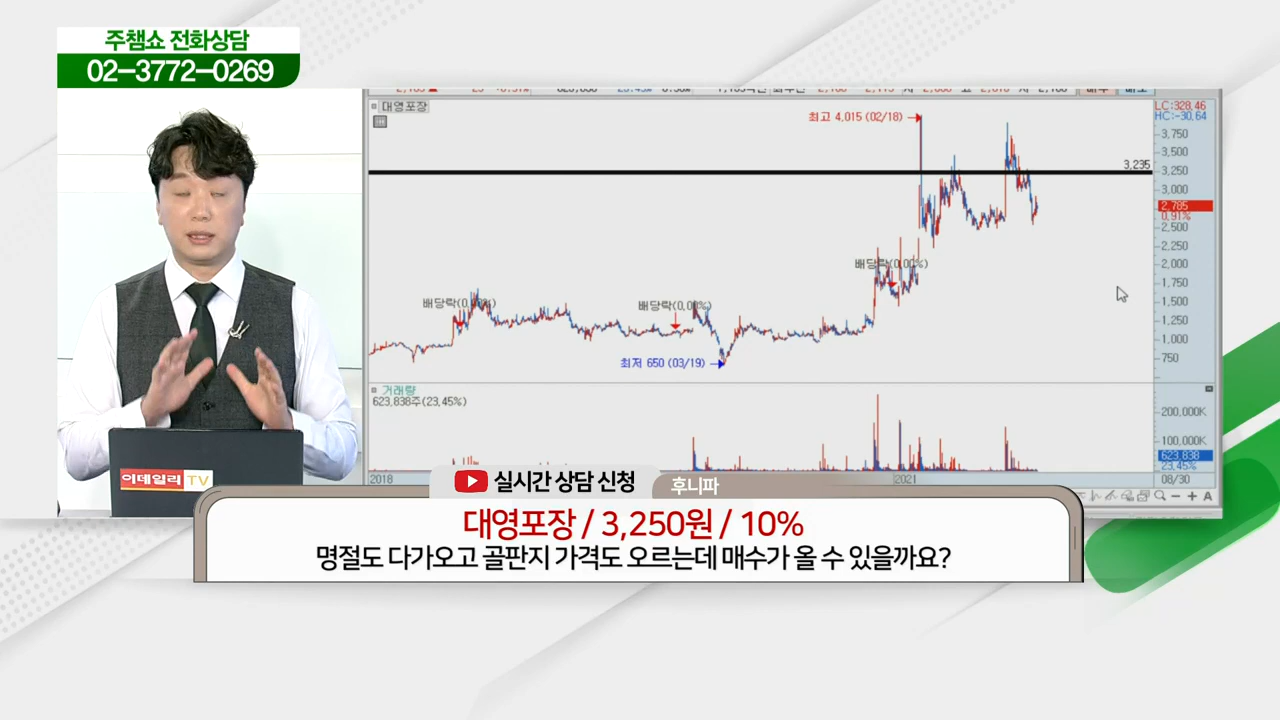 주챔쇼 전화상담
02-3772-0269
대영포장
최고 4,015 (02/18)
LC:328.46
HC:-30.64
3,750
3,500
3,235
3,250
3,000
2,785
0.91%
2,500
2,250
배당락(0.00%)
2,000
1,750
배당락(0.00%)
배당락(0.00%)
1,500
1,250
1,000
최저 650 (03/19)
750
거래량
623,838주(23.45%)
200,000K
100,000K
623,838
23.45%
2018
2021
08/30
A
이데일리 TV
실시간 상담 신청
후니파
대영포장 / 3,250원 / 10%
명절도 다가오고 골판지 가격도 오르는데 매수가 올 수 있을까요?